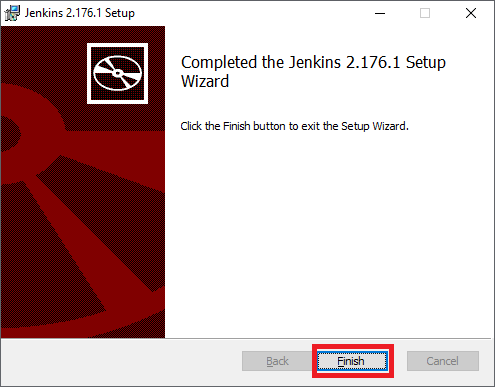 Jenkins 2.176.1 Setup
Completed the Jenkins 2.176.1 Setup
Wizard
Click the Finish button to exit the Setup Wizard.
Back
Finish
Cancel